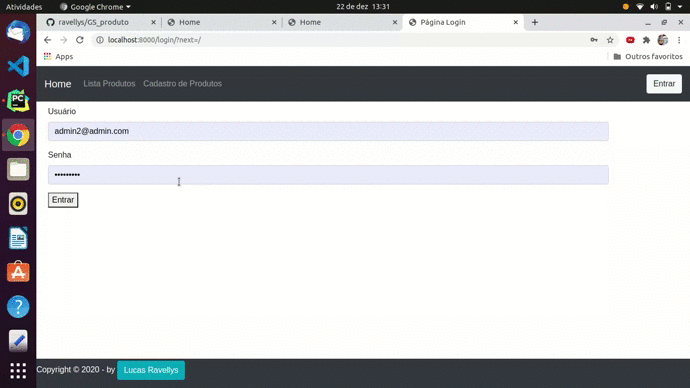 Atividades Google Chrome 22 de dez 13:31
ravellys/GS_produto Home Home Página Login
localhost:8000/login/?next=/
Apps Outros favoritos
Home Lista Produtos Cadastro de Produtos Entrar
Usuário
admin2@admin.com
Senha
•••••••••
Entrar
Copyright © 2020 - by Lucas Ravellys